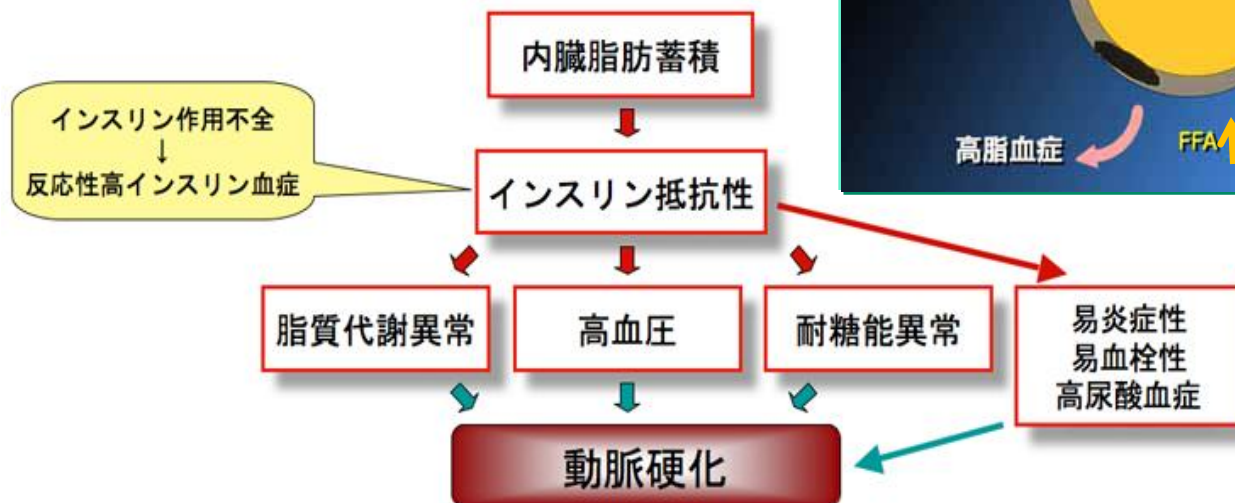 内臓脂肪蓄積
高脂血症
FFA↑
インスリン作用不全
↓
反応性高インスリン血症
インスリン抵抗性
脂質代謝異常
高血圧
耐糖能異常
易炎症性
易血栓性
高尿酸血症
動脈硬化